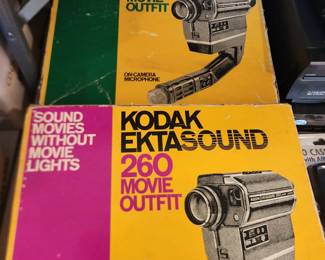 MOVIE
OUTFIT
ON-CAMERA
MICROPHONE
SOUND
MOVIES
WITHOUT
MOVIE
LIGHTS
KODAK
EKTASOUND
260
MOVIE
OUTFIT